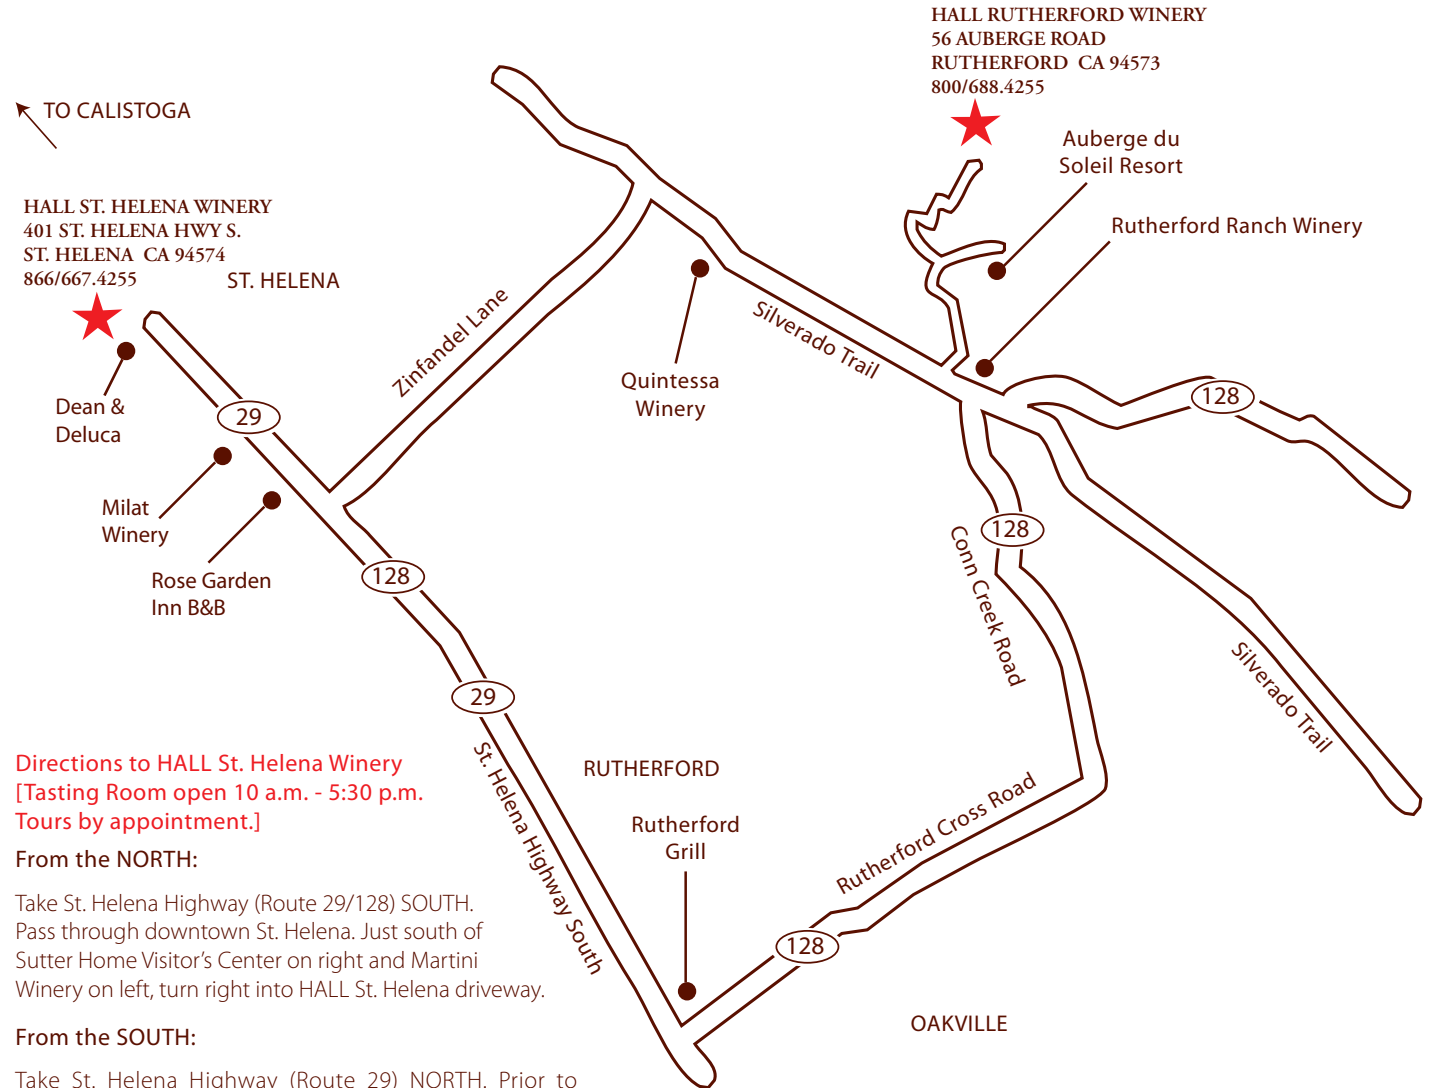 HALL RUTHERFORD WINERY
56 AUBERGE ROAD
RUTHERFORD CA 94573
800/688.4255
TO CALISTOGA
Auberge du
Soleil Resort
HALL ST. HELENA WINERY
401 ST. HELENA HWY S.
ST. HELENA CA 94574
866/667.4255
ST. HELENA
Rutherford Ranch Winery
Zinfandel Lane
Silverado Trail
Quintessa
Winery
Dean &
Deluca
29
128
Milat
Winery
128
Conn Creek Road
Rose Garden
Inn B&B
128
29
Silverado Trail
St. Helena Highway South
RUTHERFORD
Rutherford
Grill
Rutherford Cross Road
128
OAKVILLE
Directions to HALL St. Helena Winery
[Tasting Room open 10 a.m. - 5:30 p.m.
Tours by appointment.]
From the NORTH:
Take St. Helena Highway (Route 29/128) SOUTH.
Pass through downtown St. Helena. Just south of
Sutter Home Visitor's Center on right and Martini
Winery on left, turn right into HALL St. Helena driveway.
From the SOUTH:
Take St. Helena Highway (Route 29) NORTH. Prior to